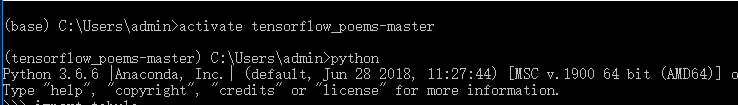 (base) C:\Users\admin>activate tensorflow_poems-master
(tensorflow_poems-master) C:\Users\admin>python
Python 3.6.6 |Anaconda, Inc.| (default, Jun 28 2018, 11:27:44) [MSC v.1900 64 bit (AMD64)] o
Type "help", "copyright", "credits" or "license" for more information.
>>> import